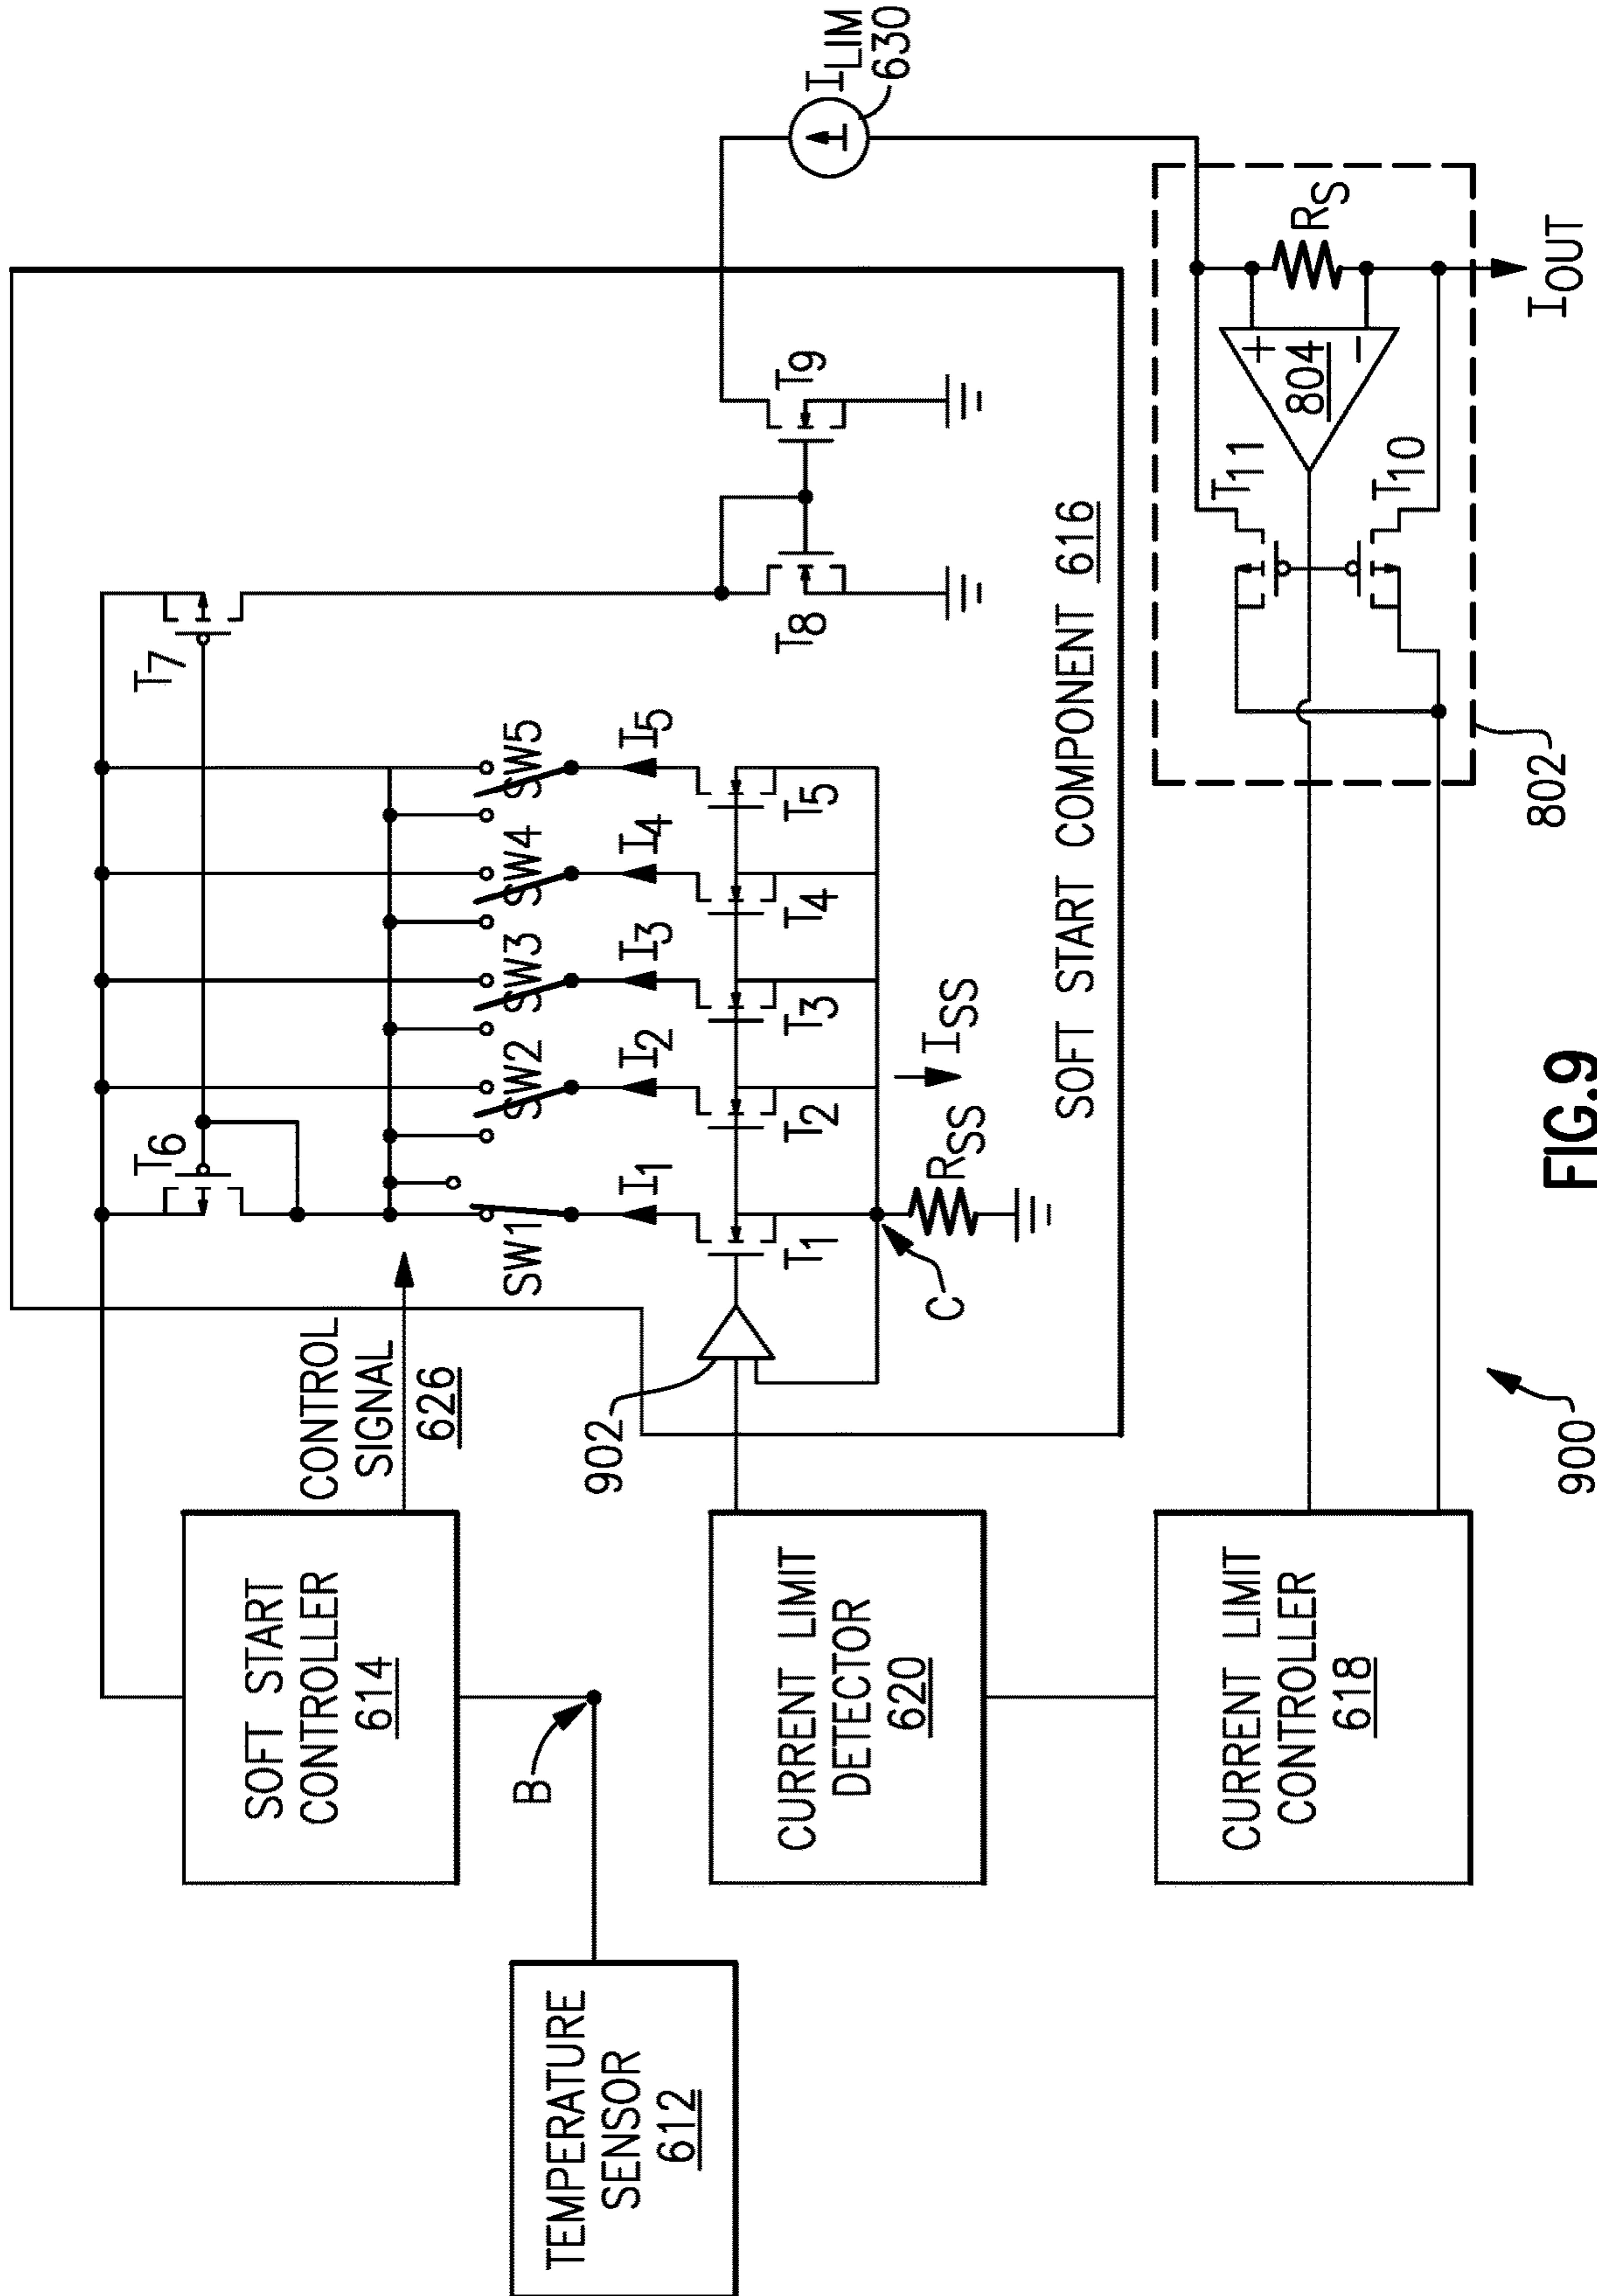 TEMPERATURE
SENSOR
612
B
SOFT START
CONTROLLER
614
CONTROL
SIGNAL
626
CURRENT LIMIT
DETECTOR
620
CURRENT LIMIT
CONTROLLER
618
902
T6
T7
SW1
SW2
SW3
SW4
SW5
I1
I2
I3
I4
I5
T1
T2
T3
T4
T5
C
RSS
ISS
T8
T9
SOFT START COMPONENT 616
ILIM
630
T11
T10
804
+
−
RS
IOUT
802
900
FIG.9